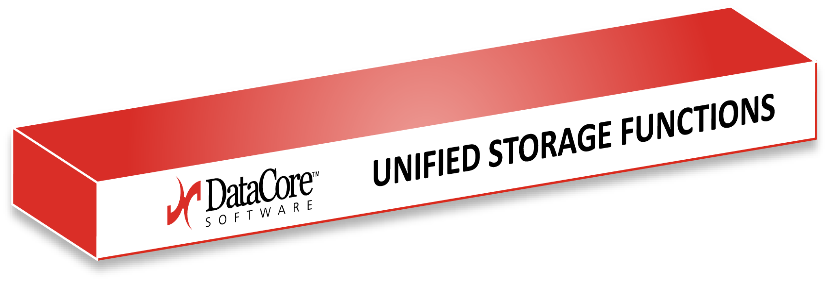 DataCore™
SOFTWARE
UNIFIED STORAGE FUNCTIONS